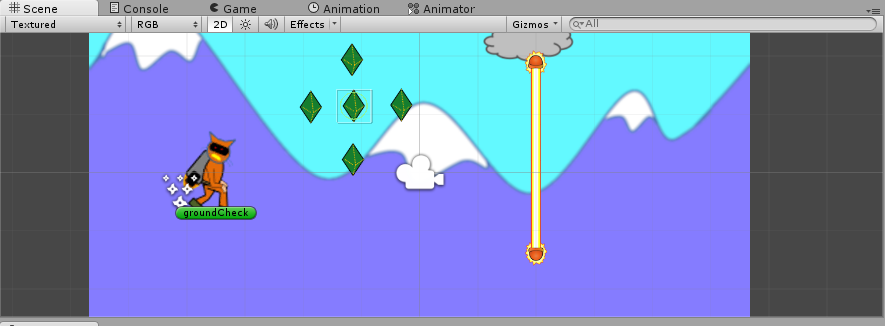 Scene Console Game Animation Animator
Textured RGB 2D Effects Gizmos All
groundCheck